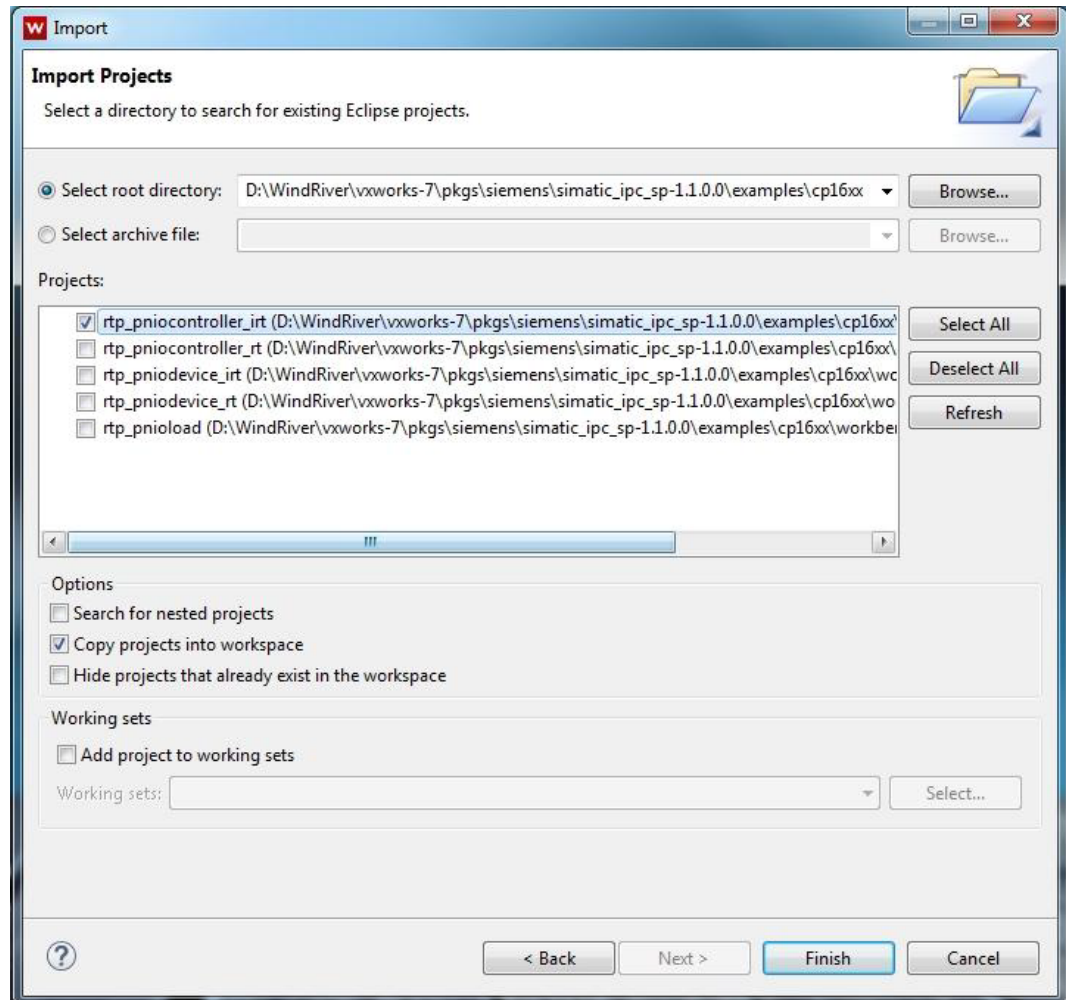 W Import
Import Projects
Select a directory to search for existing Eclipse projects.
Select root directory: D:\WindRiver\vxworks-7\pkgs\siemens\simatic_ipc_sp-1.1.0.0\examples\cp16xx Browse...
Select archive file: Browse...
Projects:
rtp_pniocontroller_irt (D:\WindRiver\vxworks-7\pkgs\siemens\simatic_ipc_sp-1.1.0.0\examples\cp16xx\ Select All
rtp_pniocontroller_rt (D:\WindRiver\vxworks-7\pkgs\siemens\simatic_ipc_sp-1.1.0.0\examples\cp16xx\
rtp_pniodevice_irt (D:\WindRiver\vxworks-7\pkgs\siemens\simatic_ipc_sp-1.1.0.0\examples\cp16xx\wc Deselect All
rtp_pniodevice_rt (D:\WindRiver\vxworks-7\pkgs\siemens\simatic_ipc_sp-1.1.0.0\examples\cp16xx\wo
rtp_pnioload (D:\WindRiver\vxworks-7\pkgs\siemens\simatic_ipc_sp-1.1.0.0\examples\cp16xx\workbei Refresh
Options
Search for nested projects
Copy projects into workspace
Hide projects that already exist in the workspace
Working sets
Add project to working sets
Working sets: Select...
? < Back Next > Finish Cancel